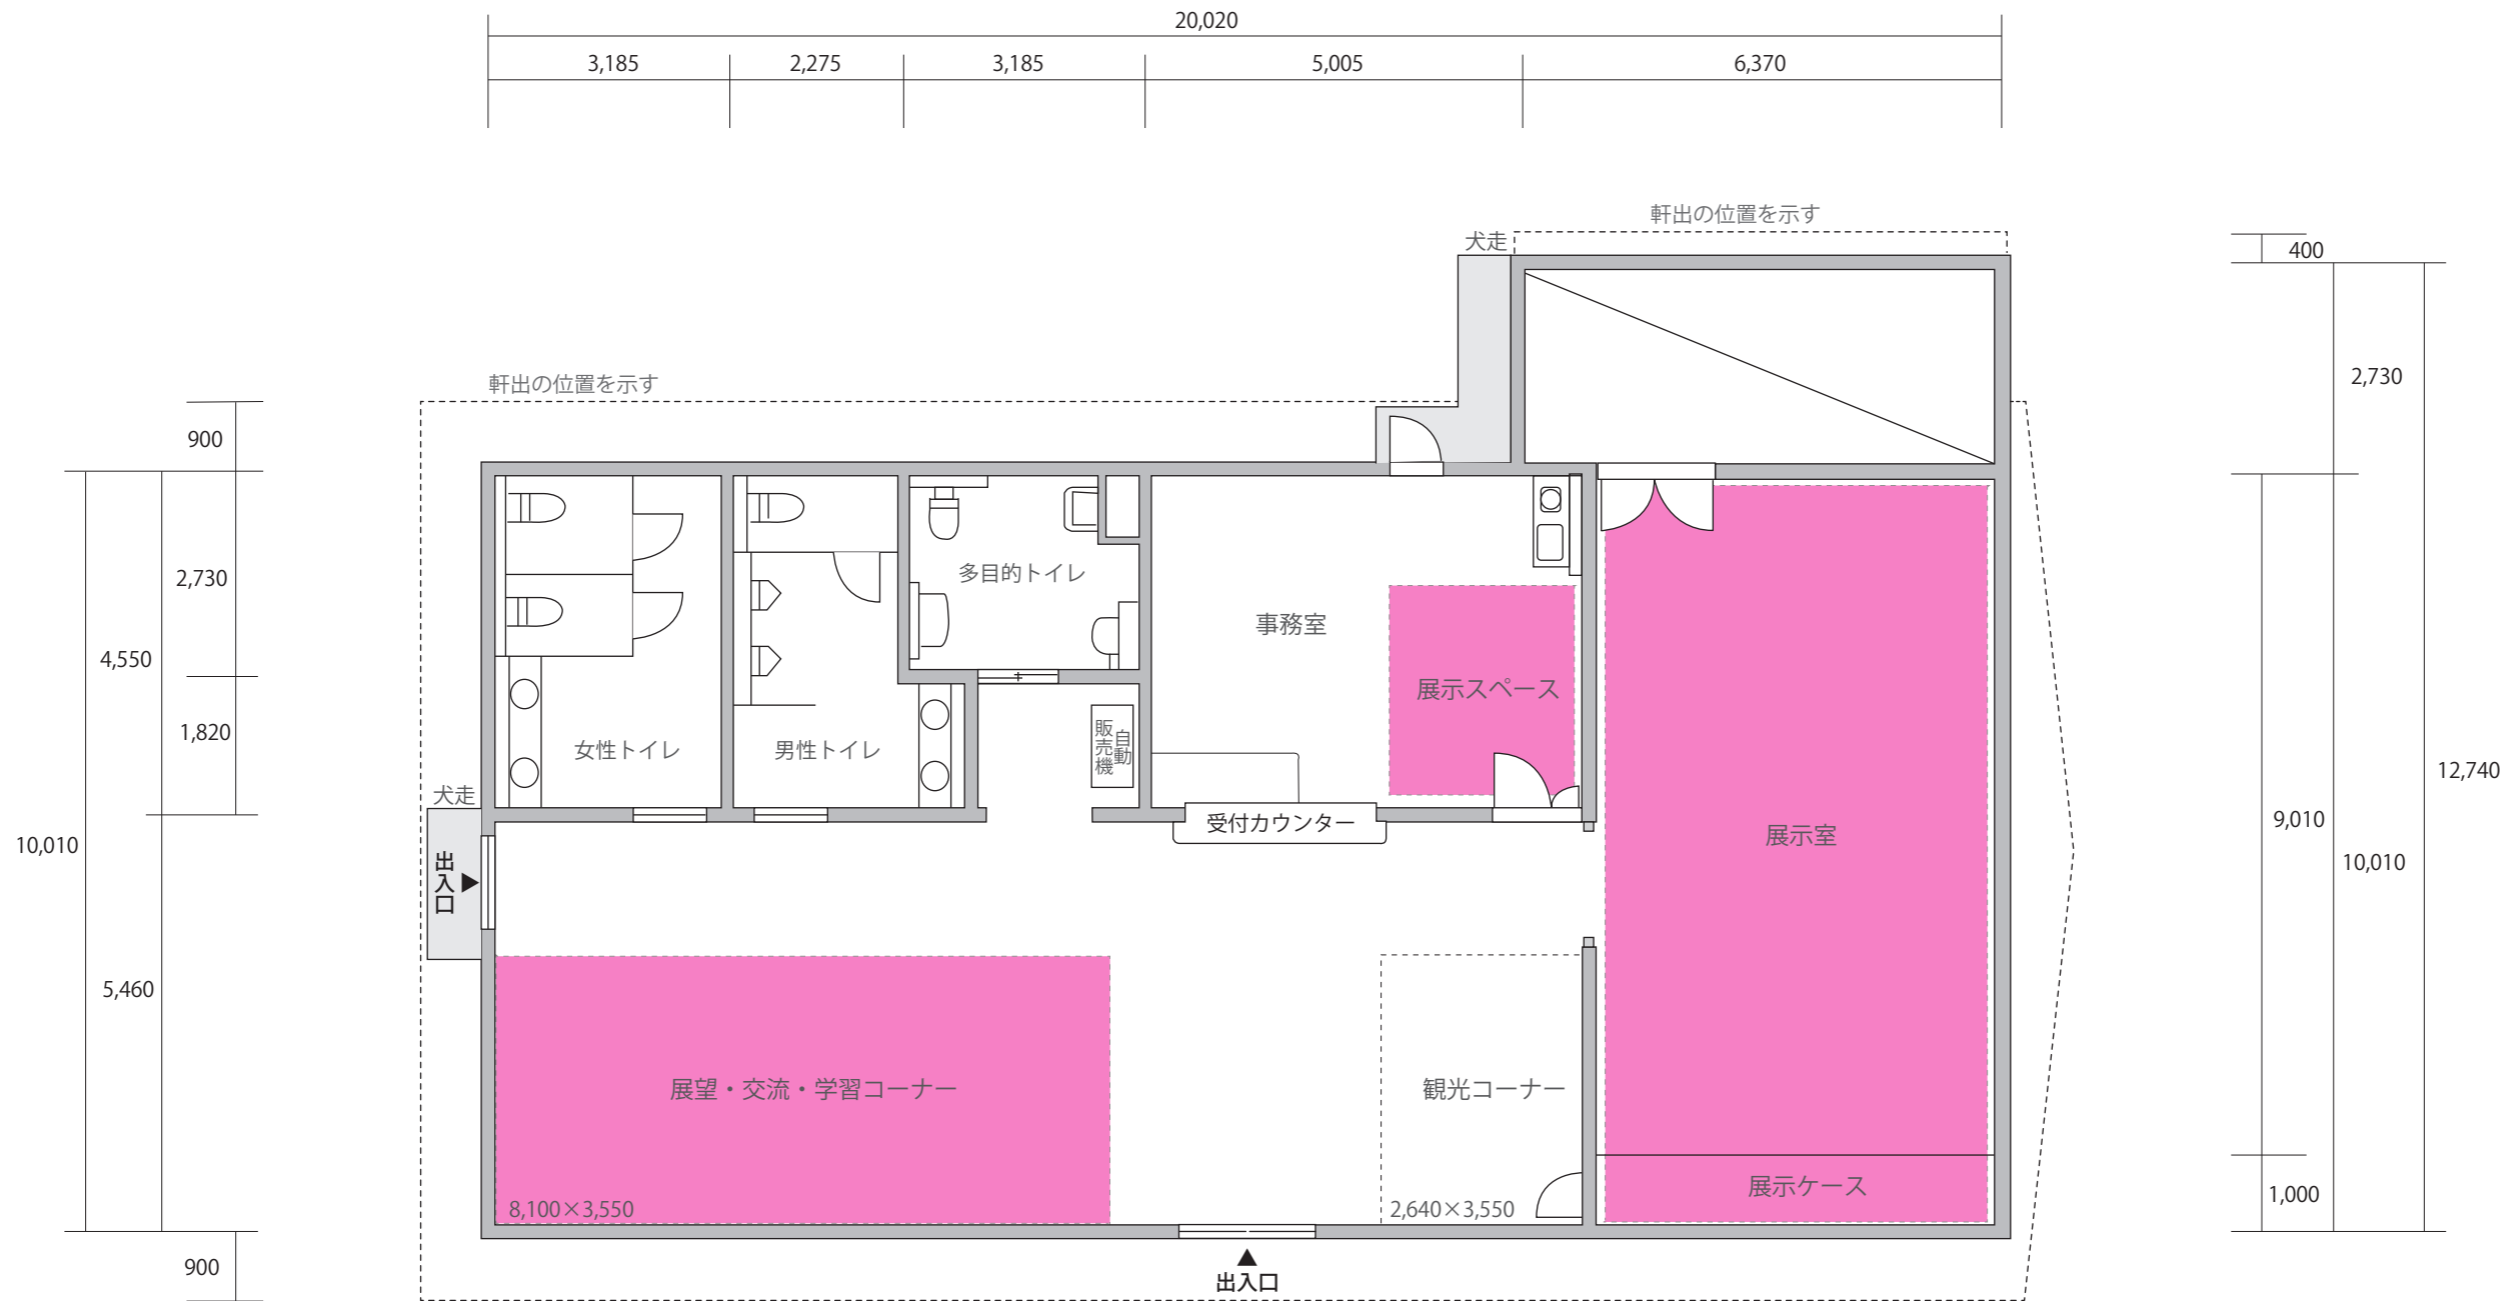 20,020
3,185
2,275
3,185
5,005
6,370
軒出の位置を示す
犬走
400
2,730
軒出の位置を示す
900
2,730
4,550
1,820
多目的トイレ
事務室
展示スペース
自動
販売機
女性トイレ
男性トイレ
受付カウンター
展示室
12,740
9,010
10,010
犬走
10,010
出入口
5,460
展望・交流・学習コーナー
観光コーナー
8,100×3,550
2,640×3,550
展示ケース
1,000
900
出入口